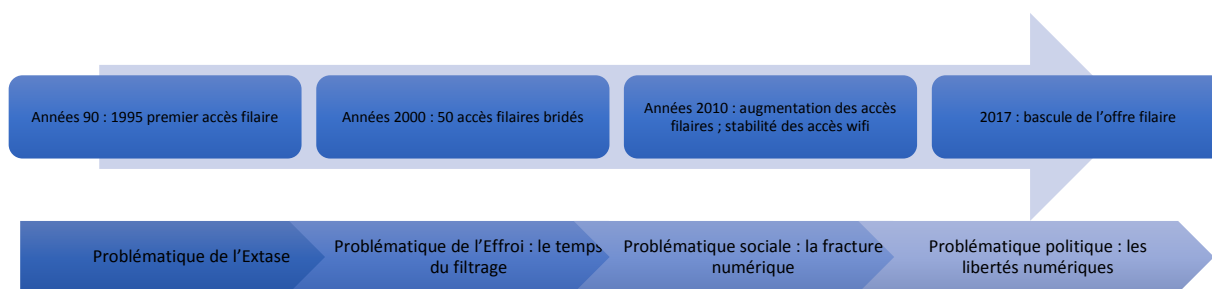 Années 90 : 1995 premier accès filaire
Années 2000 : 50 accès filaires bridés
Années 2010 : augmentation des accès
filaires ; stabilité des accès wifi
2017 : bascule de l’offre filaire
Problématique de l’Extase
Problématique de l’Effroi : le temps
du filtrage
Problématique sociale : la fracture
numérique
Problématique politique : les
libertés numériques